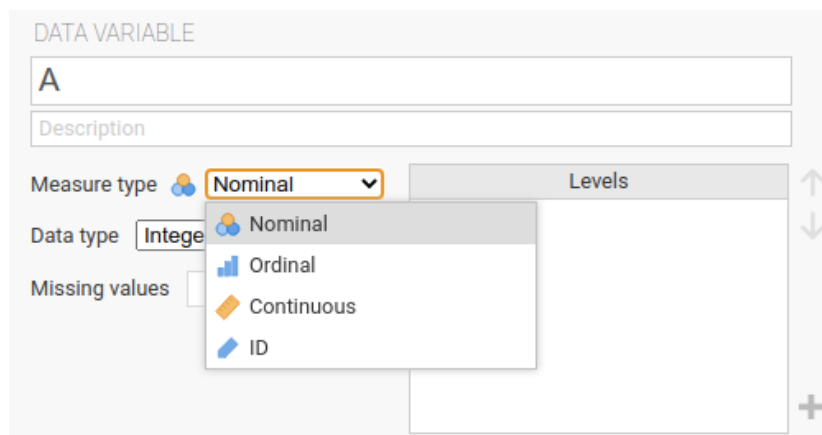 DATA VARIABLE
A
Description
Measure type Nominal Levels
Nominal
Data type Intege
Ordinal
Missing values
Continuous
ID